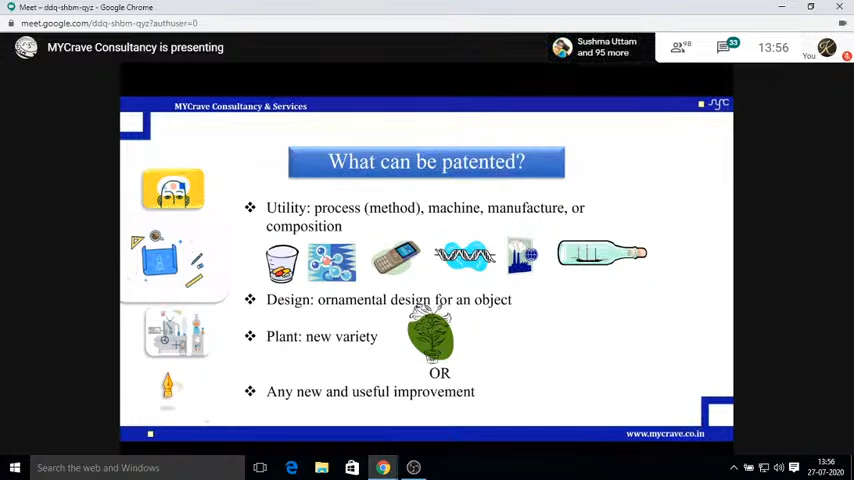 Meet – ddq-shbm-qyz - Google Chrome
meet.google.com/ddq-shbm-qyz?authuser=0
MYCrave Consultancy is presenting
Sushma Uttam
and 95 more
98
33
13:56
You
K
MYCrave Consultancy & Services
myc
What can be patented?
❖ Utility: process (method), machine, manufacture, or
composition
❖ Design: ornamental design for an object
❖ Plant: new variety
OR
❖ Any new and useful improvement
www.mycrave.co.in
Search the web and Windows
13:56
27-07-2020